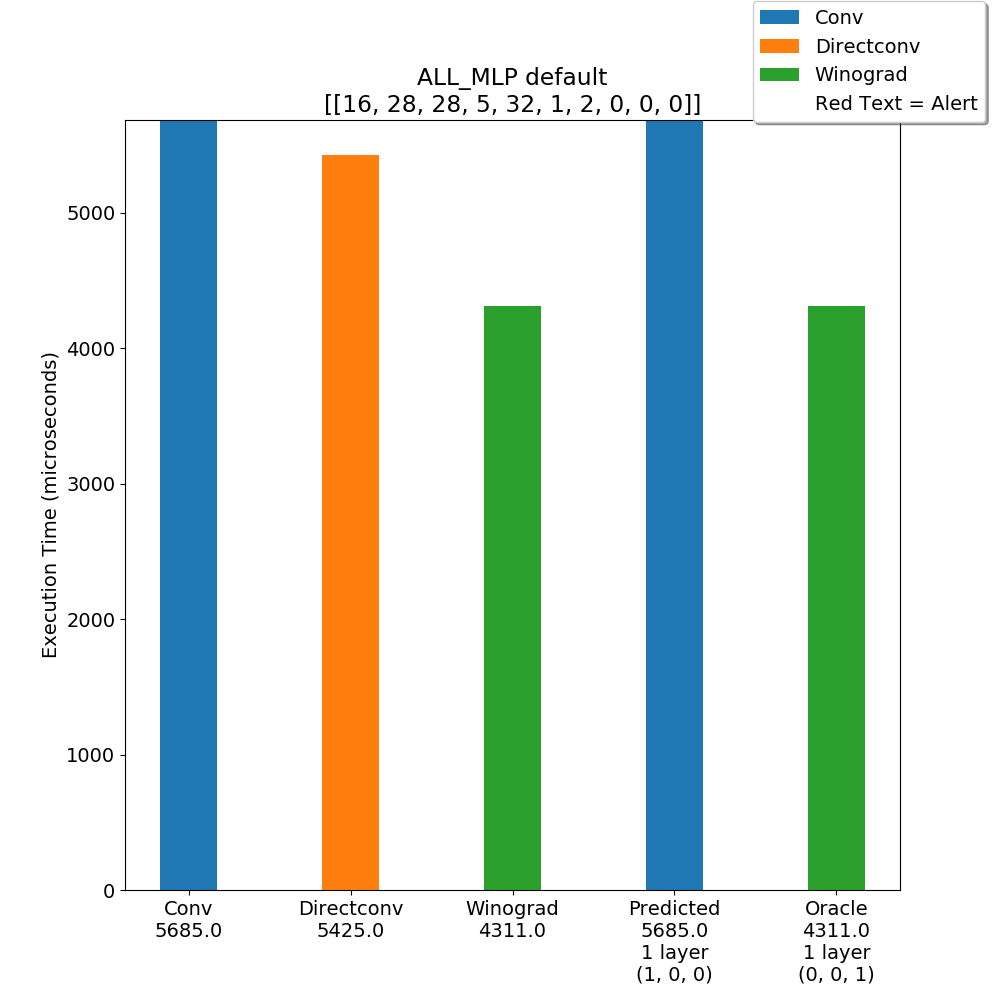 Conv
Directconv
Winograd
Red Text = Alert
ALL_MLP default
[[16, 28, 28, 5, 32, 1, 2, 0, 0, 0]]
Execution Time (microseconds)
5000
4000
3000
2000
1000
0
Conv
5685.0
Directconv
5425.0
Winograd
4311.0
Predicted
5685.0
1 layer
(1, 0, 0)
Oracle
4311.0
1 layer
(0, 0, 1)